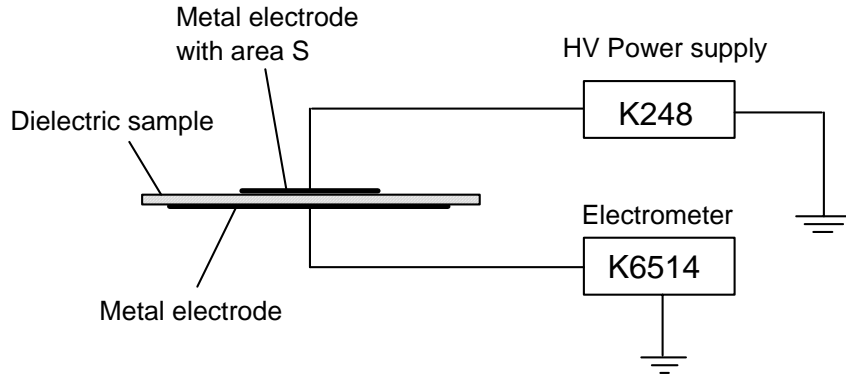 Metal electrode
with area S
HV Power supply
K248
Dielectric sample
Electrometer
K6514
Metal electrode